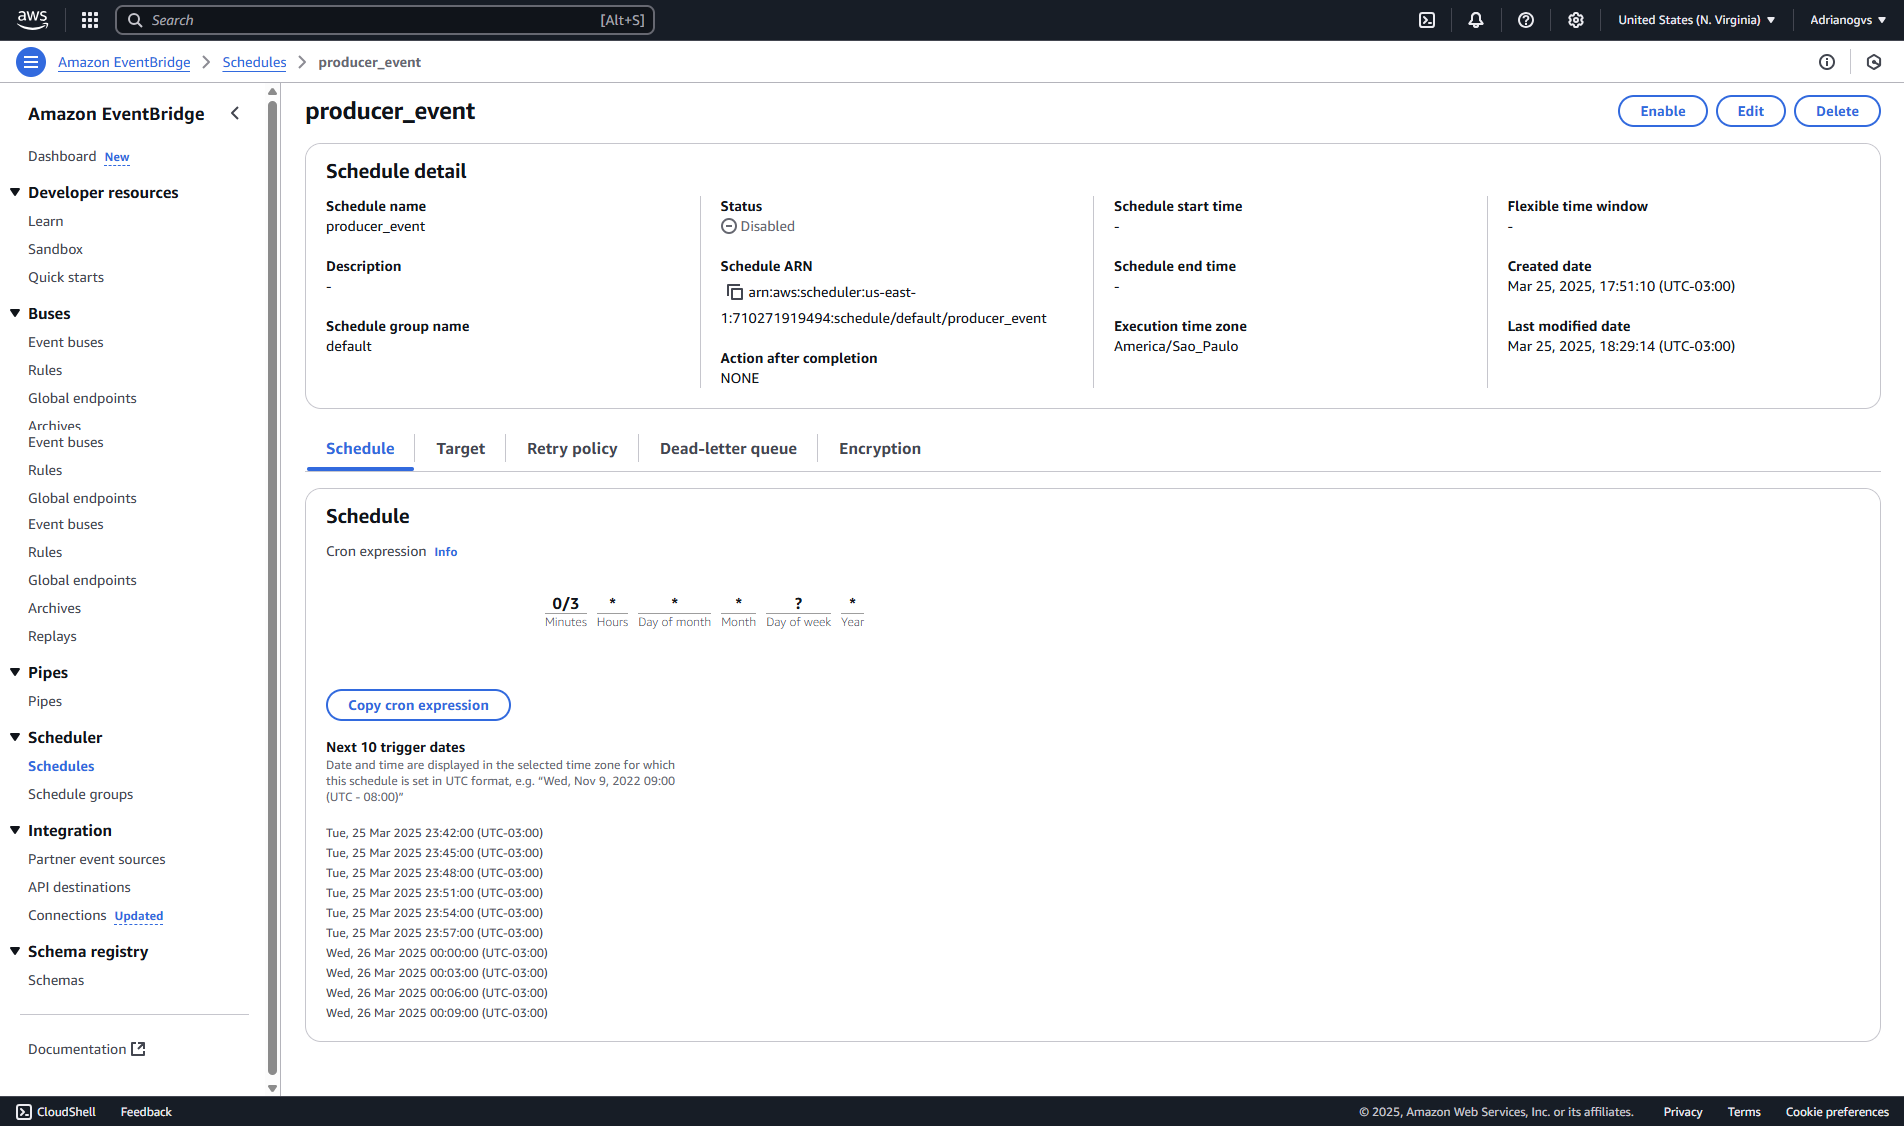 aws
Search [Alt+S]
United States (N. Virginia)
Adrianogvs
Amazon EventBridge
Schedules
producer_event
Amazon EventBridge
Dashboard New
Developer resources
Learn
Sandbox
Quick starts
Buses
Event buses
Rules
Global endpoints
Archives
Event buses
Rules
Global endpoints
Event buses
Rules
Global endpoints
Archives
Replays
Pipes
Pipes
Scheduler
Schedules
Schedule groups
Integration
Partner event sources
API destinations
Connections Updated
Schema registry
Schemas
Documentation
producer_event
Enable
Edit
Delete
Schedule detail
Schedule name
producer_event
Description
-
Schedule group name
default
Status
Disabled
Schedule ARN
arn:aws:scheduler:us-east-
1:710271919494:schedule/default/producer_event
Action after completion
NONE
Schedule start time
-
Schedule end time
-
Execution time zone
America/Sao_Paulo
Flexible time window
-
Created date
Mar 25, 2025, 17:51:10 (UTC-03:00)
Last modified date
Mar 25, 2025, 18:29:14 (UTC-03:00)
Schedule
Target
Retry policy
Dead-letter queue
Encryption
Schedule
Cron expression Info
0/3 * * * ? *
Minutes Hours Day of month Month Day of week Year
Copy cron expression
Next 10 trigger dates
Date and time are displayed in the selected time zone for which
this schedule is set in UTC format, e.g. “Wed, Nov 9, 2022 09:00
(UTC - 08:00)”
Tue, 25 Mar 2025 23:42:00 (UTC-03:00)
Tue, 25 Mar 2025 23:45:00 (UTC-03:00)
Tue, 25 Mar 2025 23:48:00 (UTC-03:00)
Tue, 25 Mar 2025 23:51:00 (UTC-03:00)
Tue, 25 Mar 2025 23:54:00 (UTC-03:00)
Tue, 25 Mar 2025 23:57:00 (UTC-03:00)
Wed, 26 Mar 2025 00:00:00 (UTC-03:00)
Wed, 26 Mar 2025 00:03:00 (UTC-03:00)
Wed, 26 Mar 2025 00:06:00 (UTC-03:00)
Wed, 26 Mar 2025 00:09:00 (UTC-03:00)
CloudShell
Feedback
© 2025, Amazon Web Services, Inc. or its affiliates.
Privacy
Terms
Cookie preferences